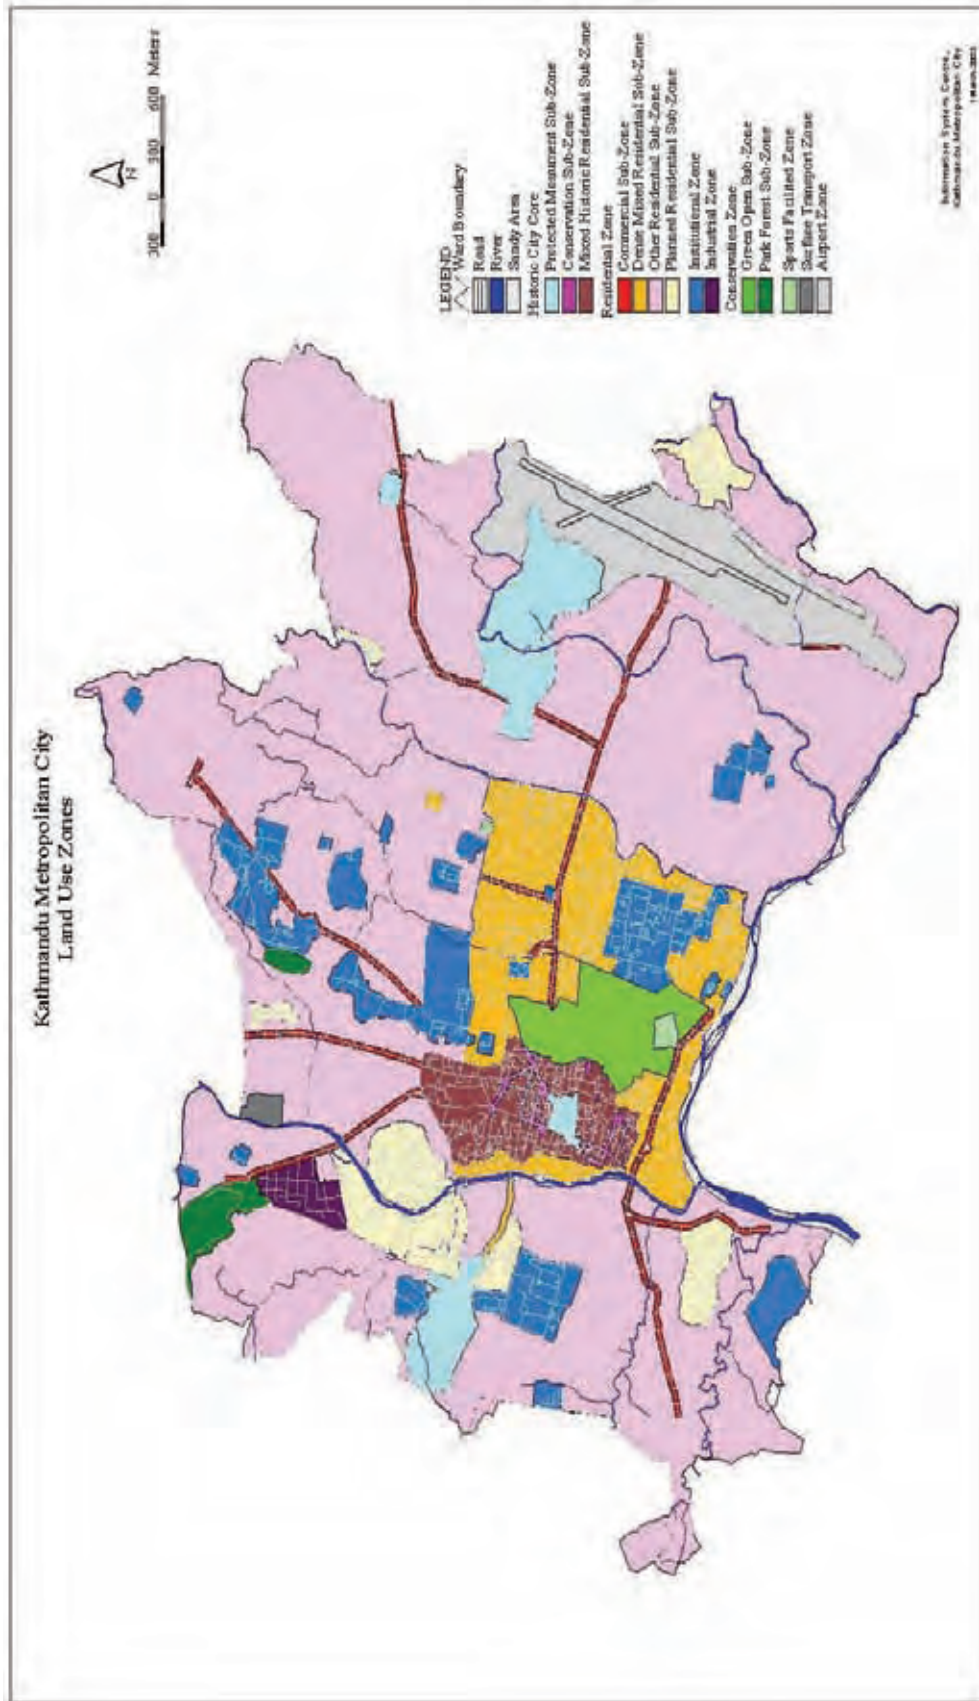 Kathmandu Metropolitan City
Land Use Zones
N
300 0 300 600 Meters
LEGEND
Ward Boundary
Road
River
Sandy Area
Historic City Core
Protected Monument Sub-Zone
Conservation Sub-Zone
Mixed Historic Residential Sub-Zone
Residential Zone
Commercial Sub-Zone
Dense Mixed Residential Sub-Zone
Other Residential Sub-Zone
Planned Residential Sub-Zone
Institutional Zone
Industrial Zone
Conservation Zone
Green Open Sub-Zone
Park Forest Sub-Zone
Sports Facilited Zone
Surface Transport Zone
Airport Zone
Information System Centre,
Kathmandu Metropolitan City